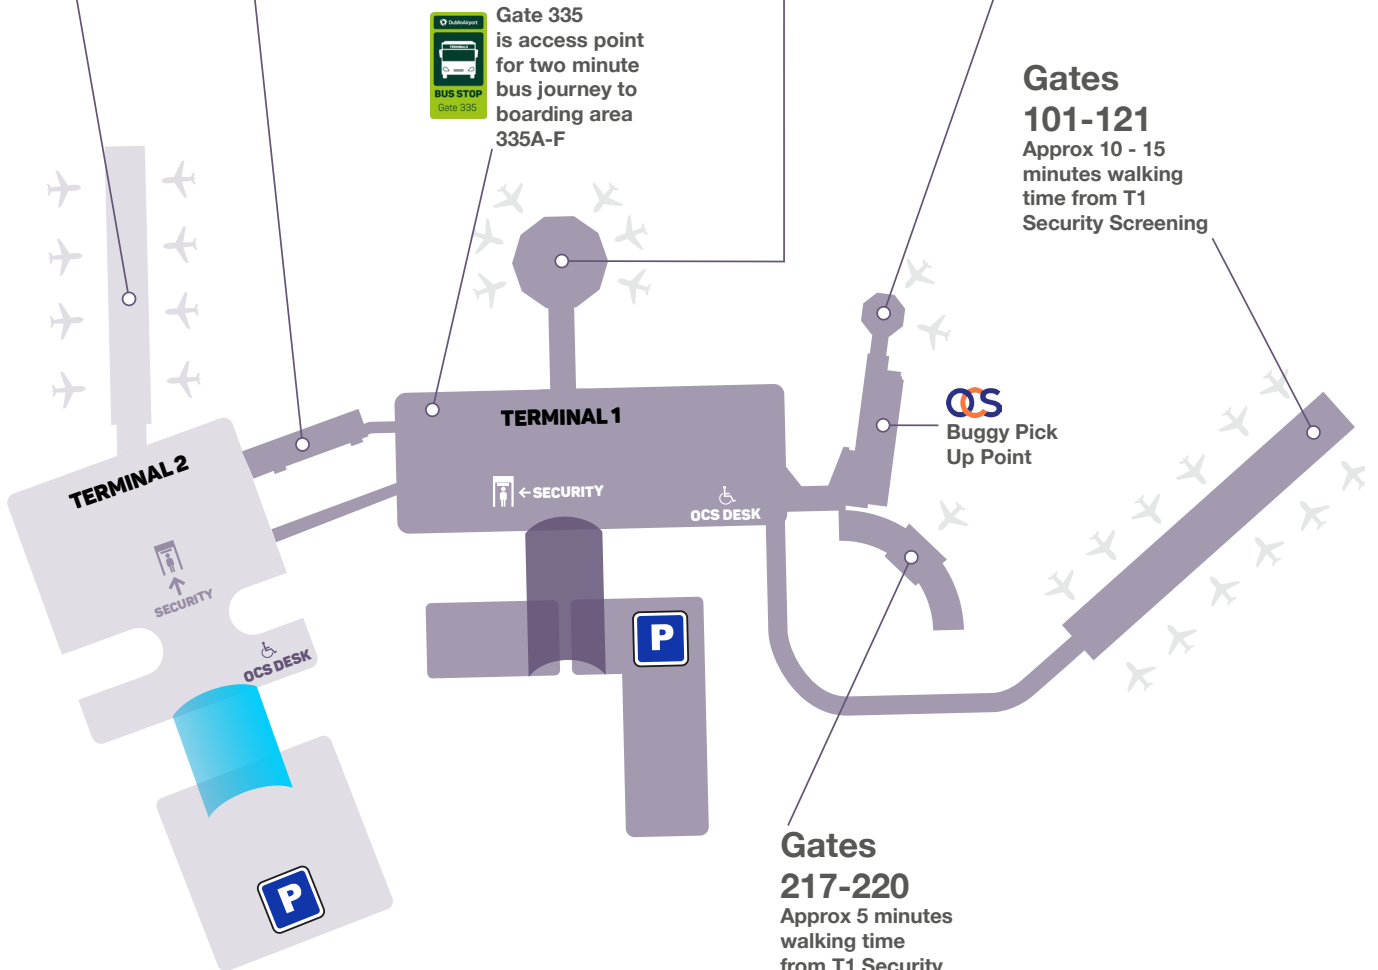 DublinAirport
TERMINAL 2
BUS STOP
Gate 335
Gate 335
is access point
for two minute
bus journey to
boarding area
335A-F
Gates
101-121
Approx 10 - 15
minutes walking
time from T1
Security Screening
TERMINAL 1
←SECURITY
OCS DESK
OCS
Buggy Pick
Up Point
TERMINAL 2
SECURITY
OCS DESK
P
P
Gates
217-220
Approx 5 minutes
walking time
from T1 Security